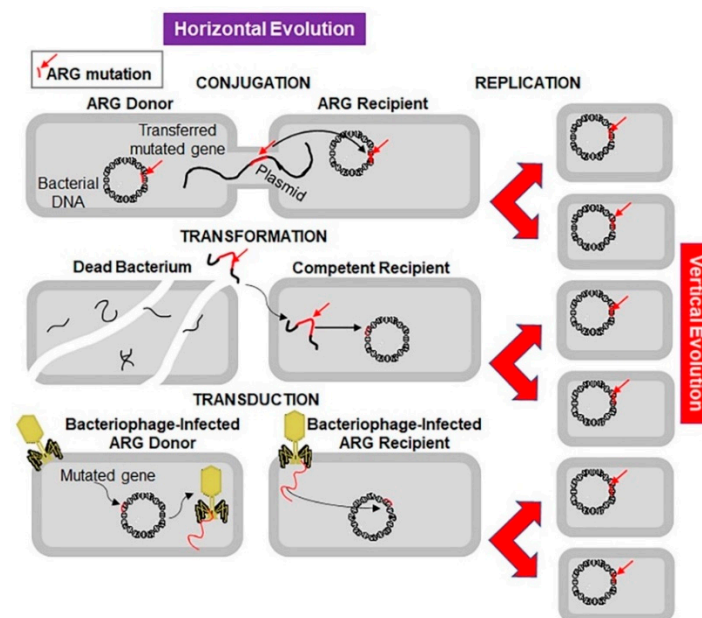 Horizontal Evolution
ARG mutation
CONJUGATION
REPLICATION
ARG Donor
ARG Recipient
Transferred
mutated gene
Bacterial
DNA
Plasmid
TRANSFORMATION
Dead Bacterium
Competent Recipient
Vertical Evolution
TRANSDUCTION
Bacteriophage-Infected
ARG Donor
Bacteriophage-Infected
ARG Recipient
Mutated gene